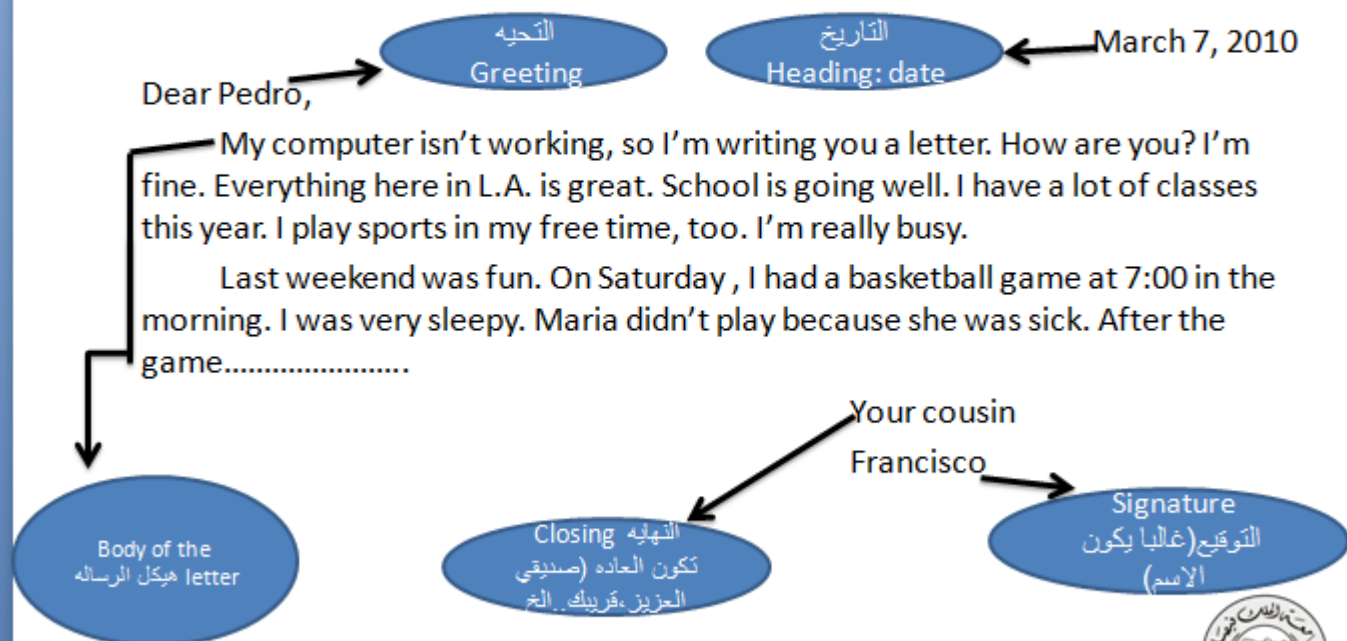 التحيه
Greeting
التاريخ
Heading: date
March 7, 2010
Dear Pedro,
My computer isn’t working, so I’m writing you a letter. How are you? I’m
fine. Everything here in L.A. is great. School is going well. I have a lot of classes
this year. I play sports in my free time, too. I’m really busy.
Last weekend was fun. On Saturday , I had a basketball game at 7:00 in the
morning. I was very sleepy. Maria didn’t play because she was sick. After the
game.......................
Your cousin
Francisco
Body of the
letter هيكل الرساله
Closing النهايه
تكون العاده (صديقي
العزيز،قريبك..الخ
Signature
التوقيع(غالبا يكون
الاسم)